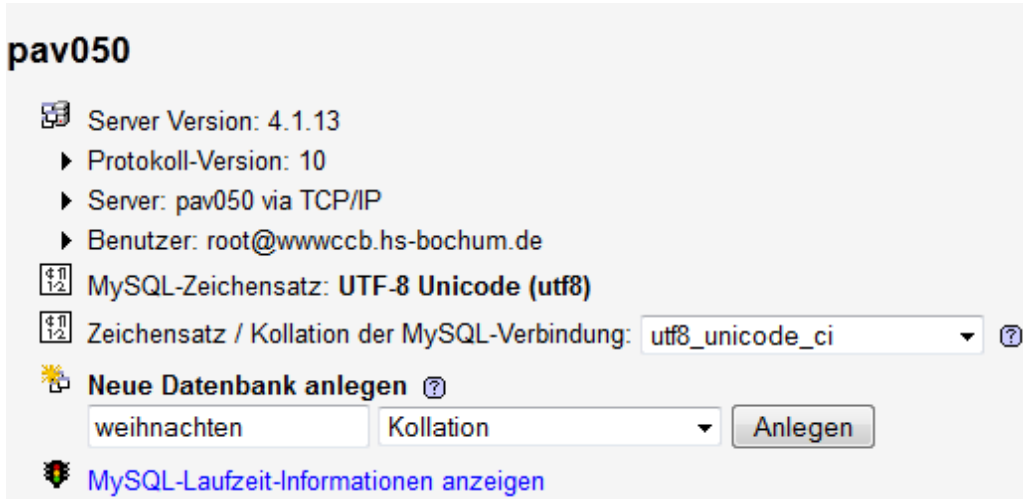 pav050
Server Version: 4.1.13
Protokoll-Version: 10
Server: pav050 via TCP/IP
Benutzer: root@wwwccb.hs-bochum.de
MySQL-Zeichensatz: UTF-8 Unicode (utf8)
Zeichensatz / Kollation der MySQL-Verbindung: utf8_unicode_ci
Neue Datenbank anlegen
weihnachten Kollation Anlegen
MySQL-Laufzeit-Informationen anzeigen